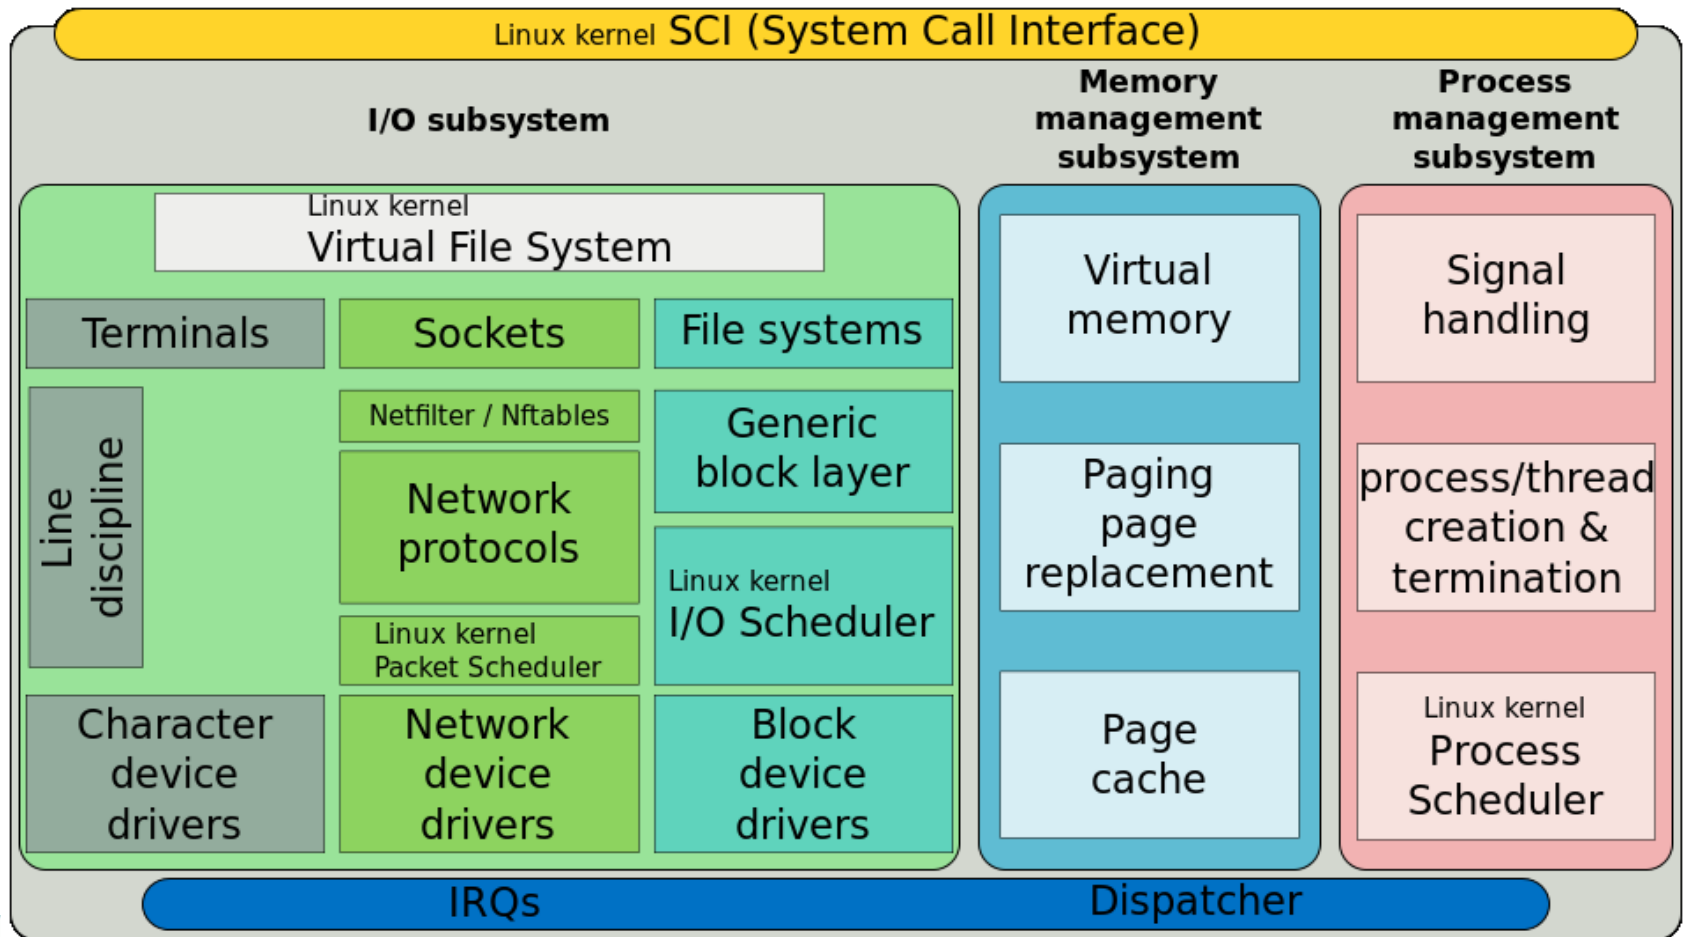 Linux kernel SCI (System Call Interface)
I/O subsystem
Memory
management
subsystem
Process
management
subsystem
Linux kernel
Virtual File System
Terminals
Sockets
File systems
Line
discipline
Netfilter / Nftables
Network
protocols
Linux kernel
Packet Scheduler
Generic
block layer
Linux kernel
I/O Scheduler
Character
device
drivers
Network
device
drivers
Block
device
drivers
Virtual
memory
Paging
page
replacement
Page
cache
Signal
handling
process/thread
creation &
termination
Linux kernel
Process
Scheduler
IRQs
Dispatcher